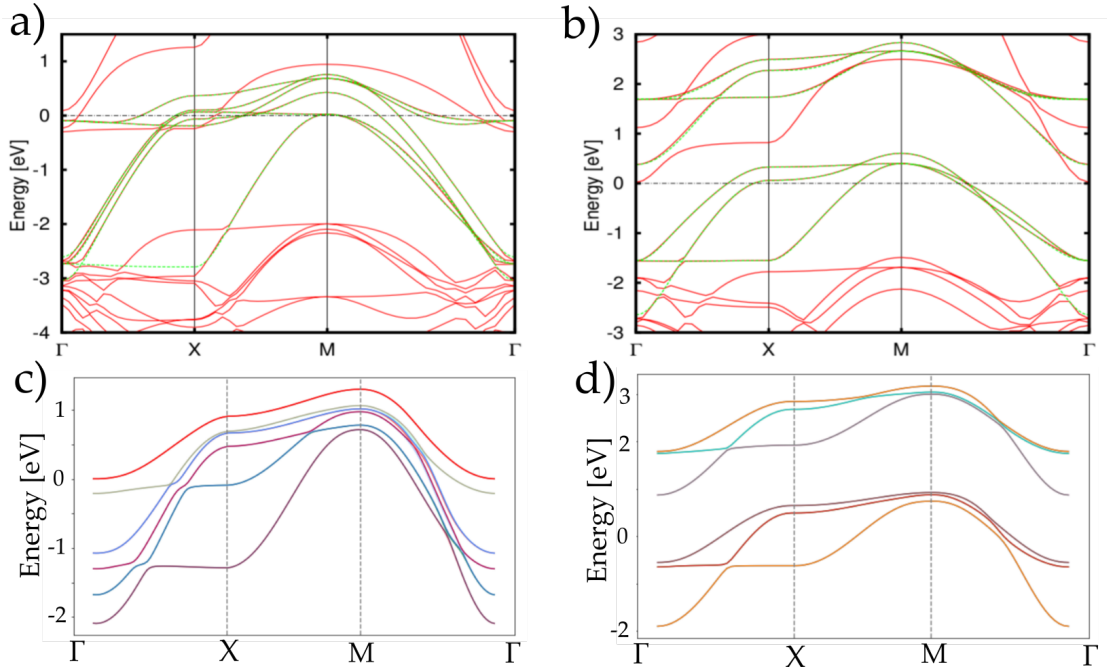 a)
Energy [eV]
1
0
-1
-2
-3
-4
Γ X M Γ
b)
Energy [eV]
3
2
1
0
-1
-2
-3
Γ X M Γ
c)
Energy [eV]
1
0
-1
-2
Γ X M Γ
d)
Energy [eV]
3
2
0
-2
Γ X M Γ